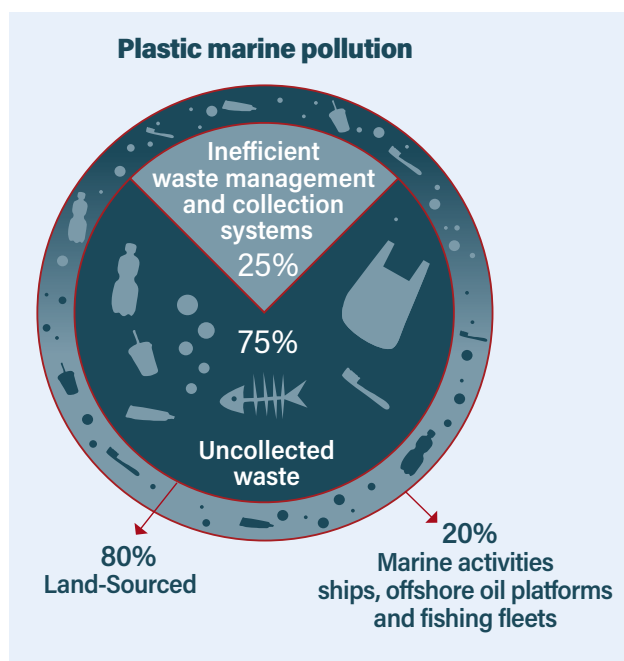 Plastic marine pollution
Inefficient
waste management
and collection
systems
25%
75%
Uncollected
waste
80%
Land-Sourced
20%
Marine activities
ships, offshore oil platforms
and fishing fleets